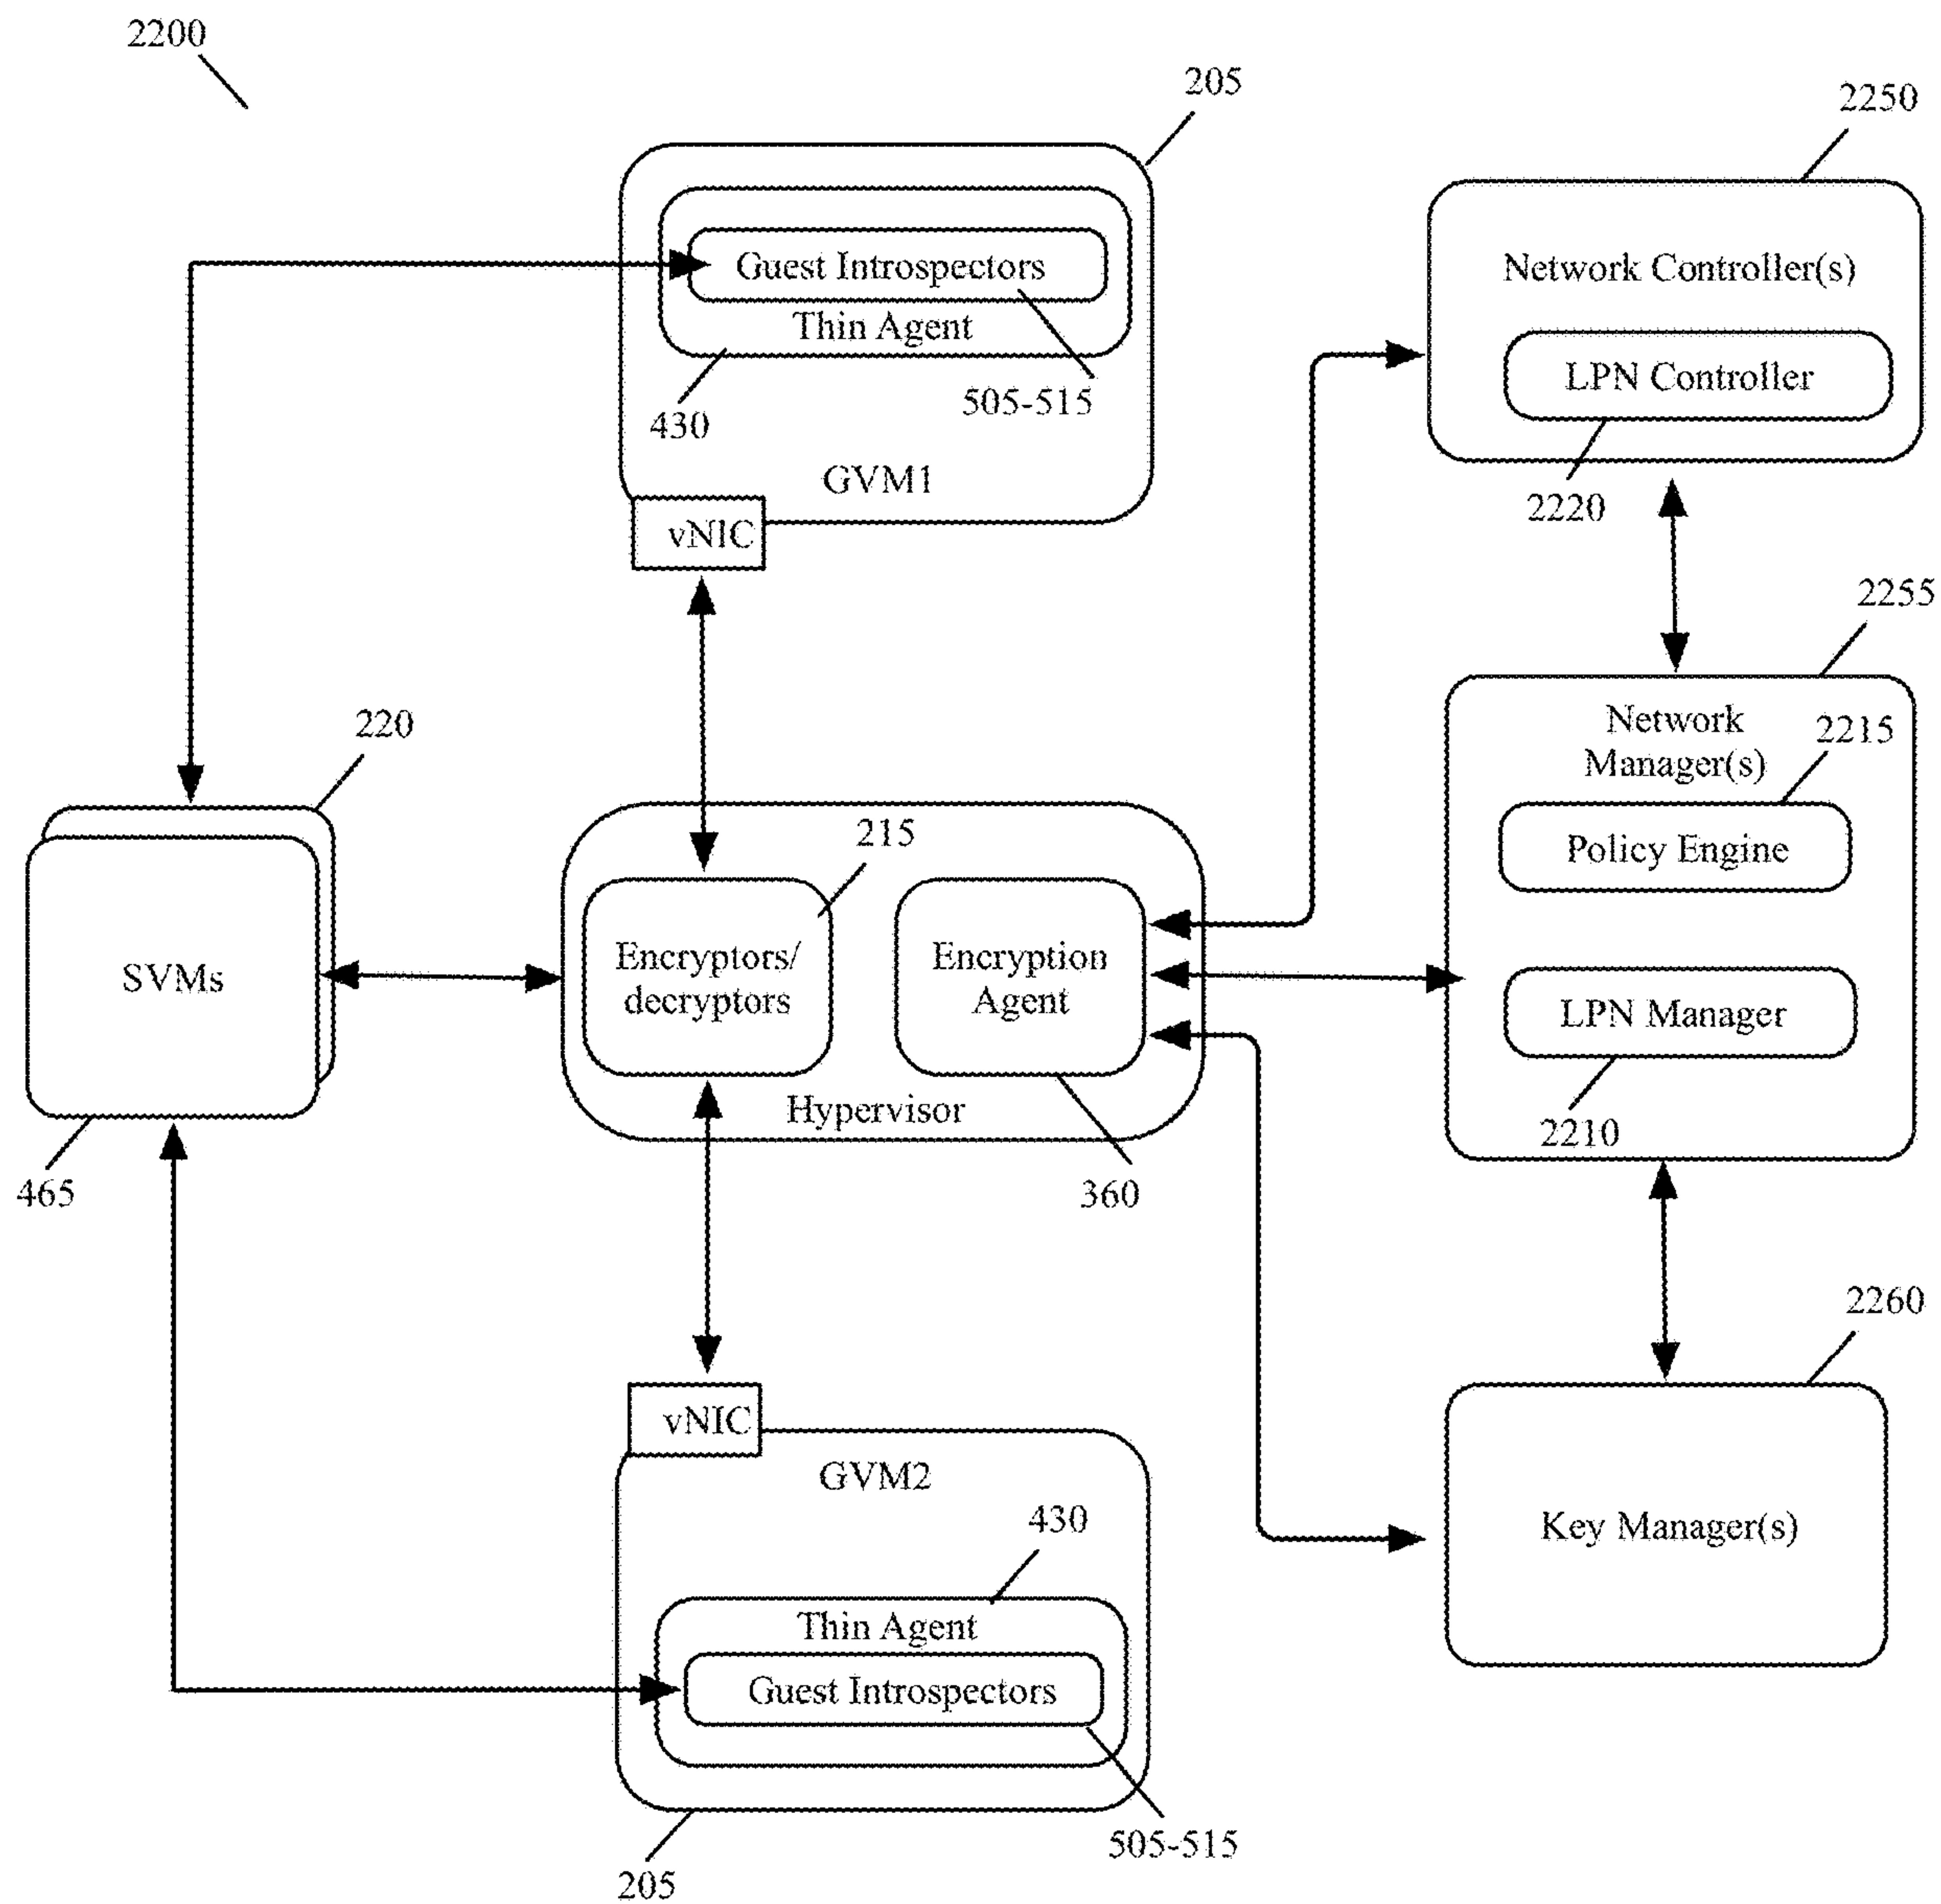 2200
205
2250
Guest Introspectors
Thin Agent
505-515
430
GVM1
vNIC
Network Controller(s)
LPN Controller
2220
2255
Network
Manager(s)
2215
Policy Engine
LPN Manager
2210
220
SVMs
465
215
Encryptors/
decryptors
Encryption
Agent
Hypervisor
360
2260
Key Manager(s)
vNIC
GVM2
430
Thin Agent
Guest Introspectors
505-515
205